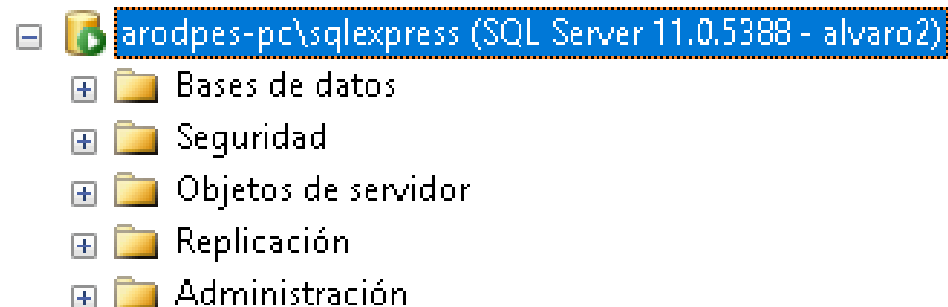 arodpes-pc\sqlexpress (SQL Server 11.0.5388 - alvaro2)
Bases de datos
Seguridad
Objetos de servidor
Replicación
Administración